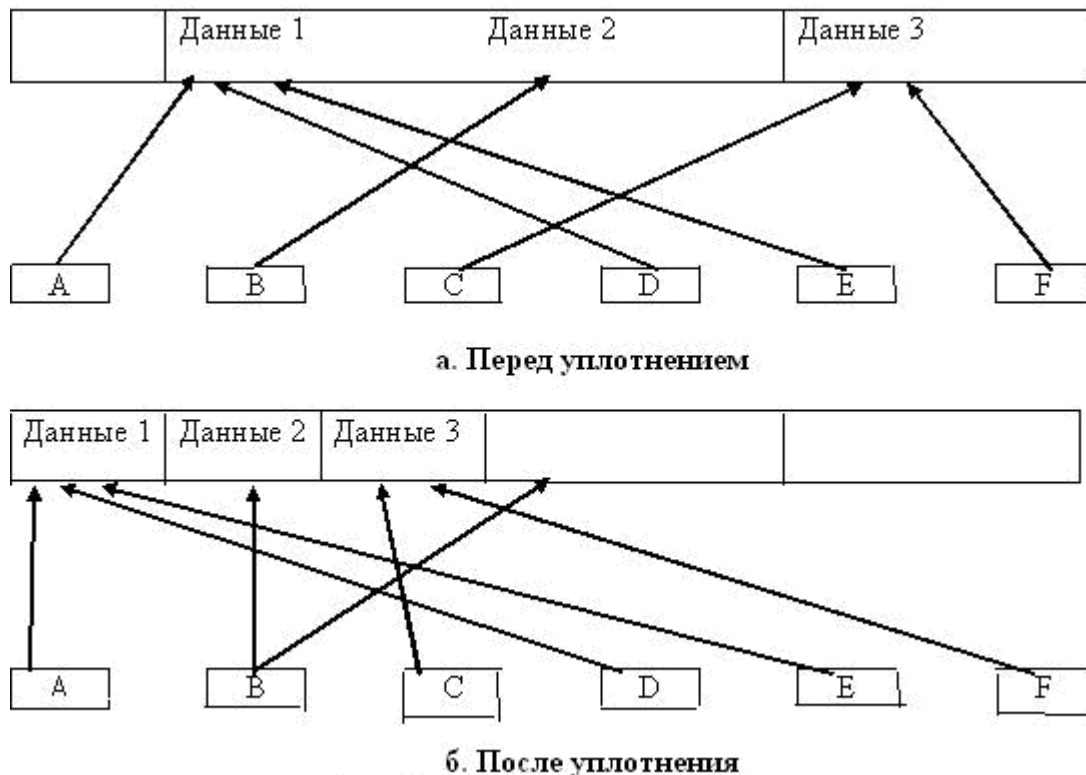 Данные 1 Данные 2 Данные 3
A B C D E F
а. Перед уплотнением
Данные 1 Данные 2 Данные 3
A B C D E F
б. После уплотнения